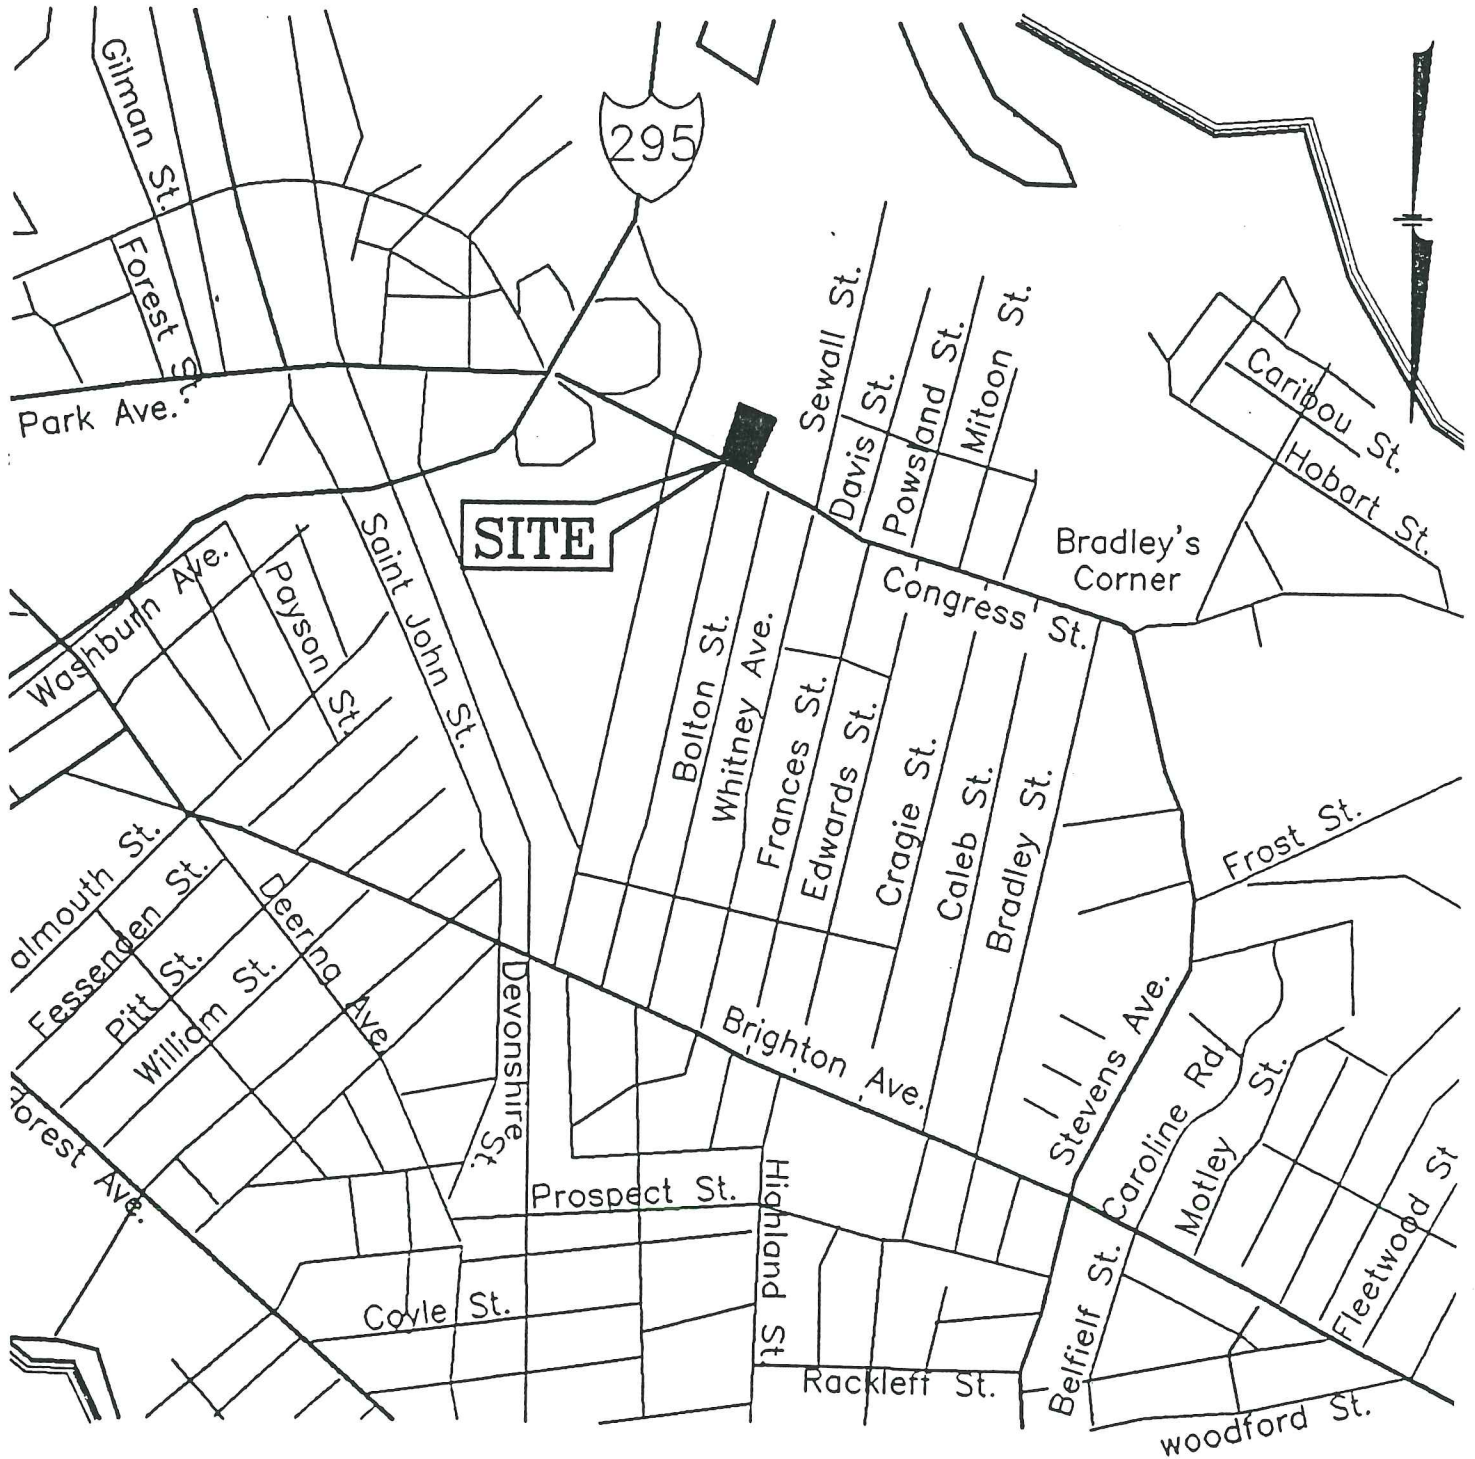 Gilman St.
295
Forest St.
Park Ave.
Sewall St.
Davis St.
Powsland St.
Mitoon St.
Caribou St.
Hobart St.
SITE
Bradley's
Corner
Congress St.
Washburn Ave.
Payson St.
Saint John St.
Bolton St.
Whitney Ave.
Frances St.
Edwards St.
Cragie St.
Caleb St.
Bradley St.
Frost St.
almouth St.
Fessenden St.
Pitt St.
William St.
Deering Ave.
Devonshire St.
Brighton Ave.
Stevens Ave.
Caroline Rd.
Motley St.
Fleetwood St
Forest Ave.
Prospect St.
Highland St.
Coyle St.
Rackleff St.
Belfielf St.
woodford St.